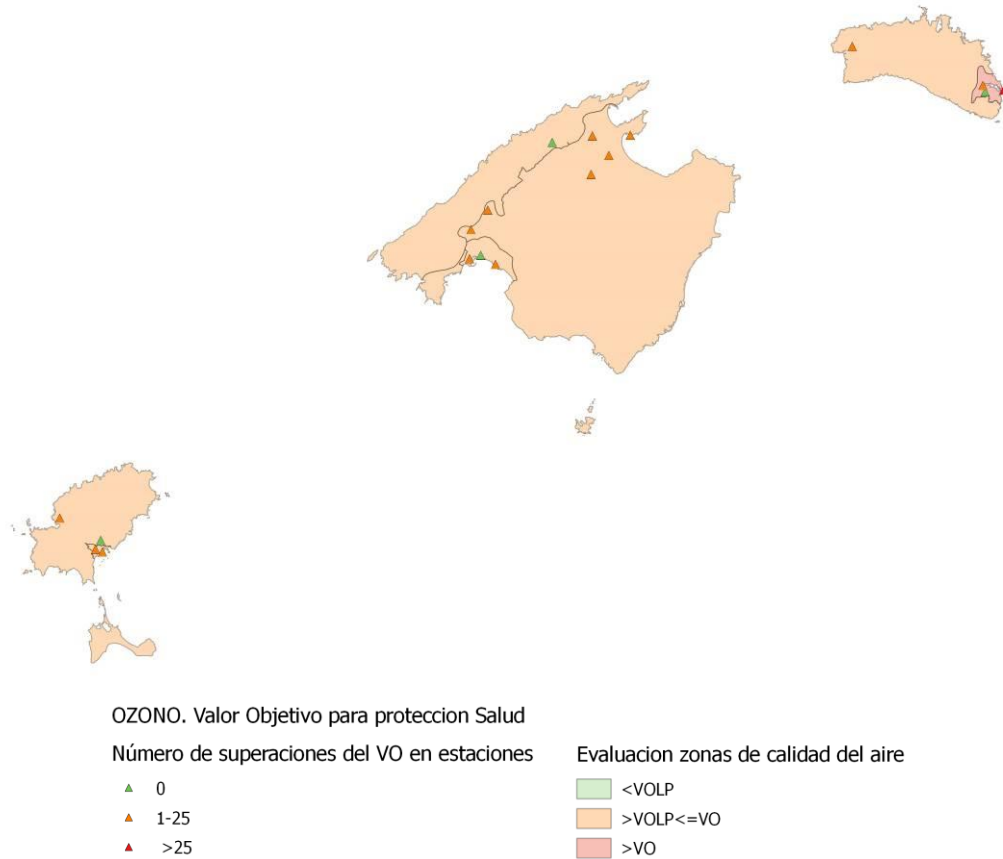 OZONO. Valor Objetivo para proteccion Salud
Número de superaciones del VO en estaciones
0
1-25
>25
Evaluacion zonas de calidad del aire
<VOLP
>VOLP<=VO
>VO